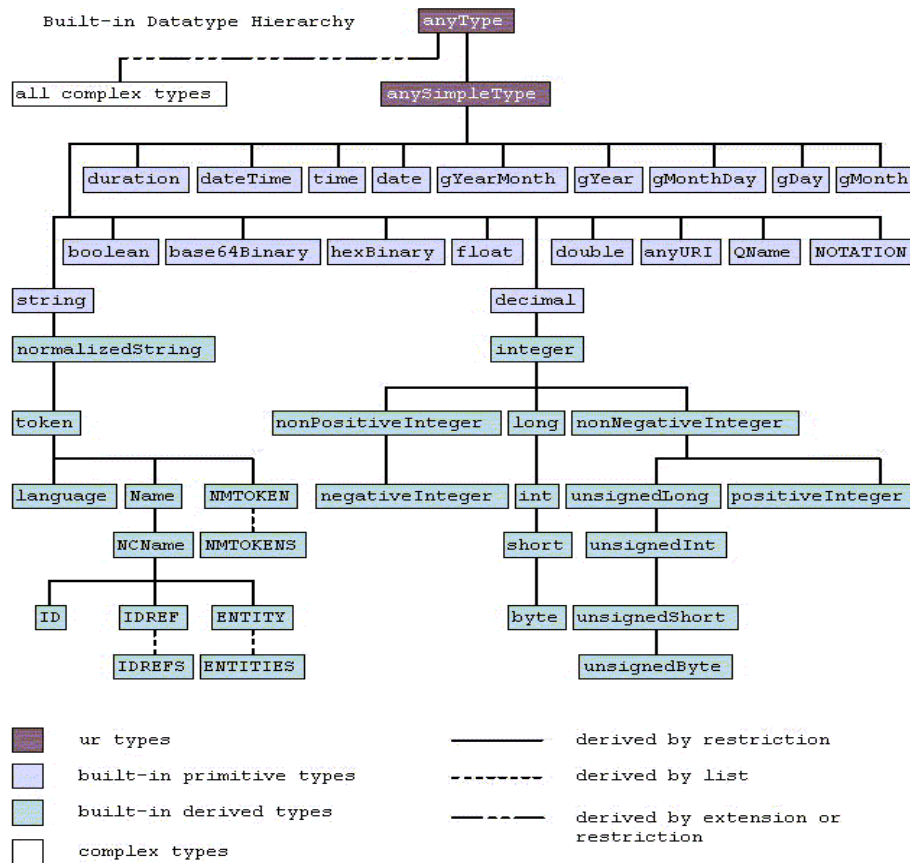 Built-in Datatype Hierarchy anyType
all complex types anySimpleType
duration dateTime time date gYearMonth gYear gMonthDay gDay gMonth
boolean base64Binary hexBinary float double anyURI QName NOTATION
string decimal
normalizedString integer
token nonPositiveInteger long nonNegativeInteger
language Name NMTOKEN negativeInteger int unsignedLong positiveInteger
NCName NMTOKENS short unsignedInt
ID IDREF ENTITY byte unsignedShort
IDREFS ENTITIES unsignedByte
ur types derived by restriction
built-in primitive types derived by list
built-in derived types derived by extension or
restriction
complex types